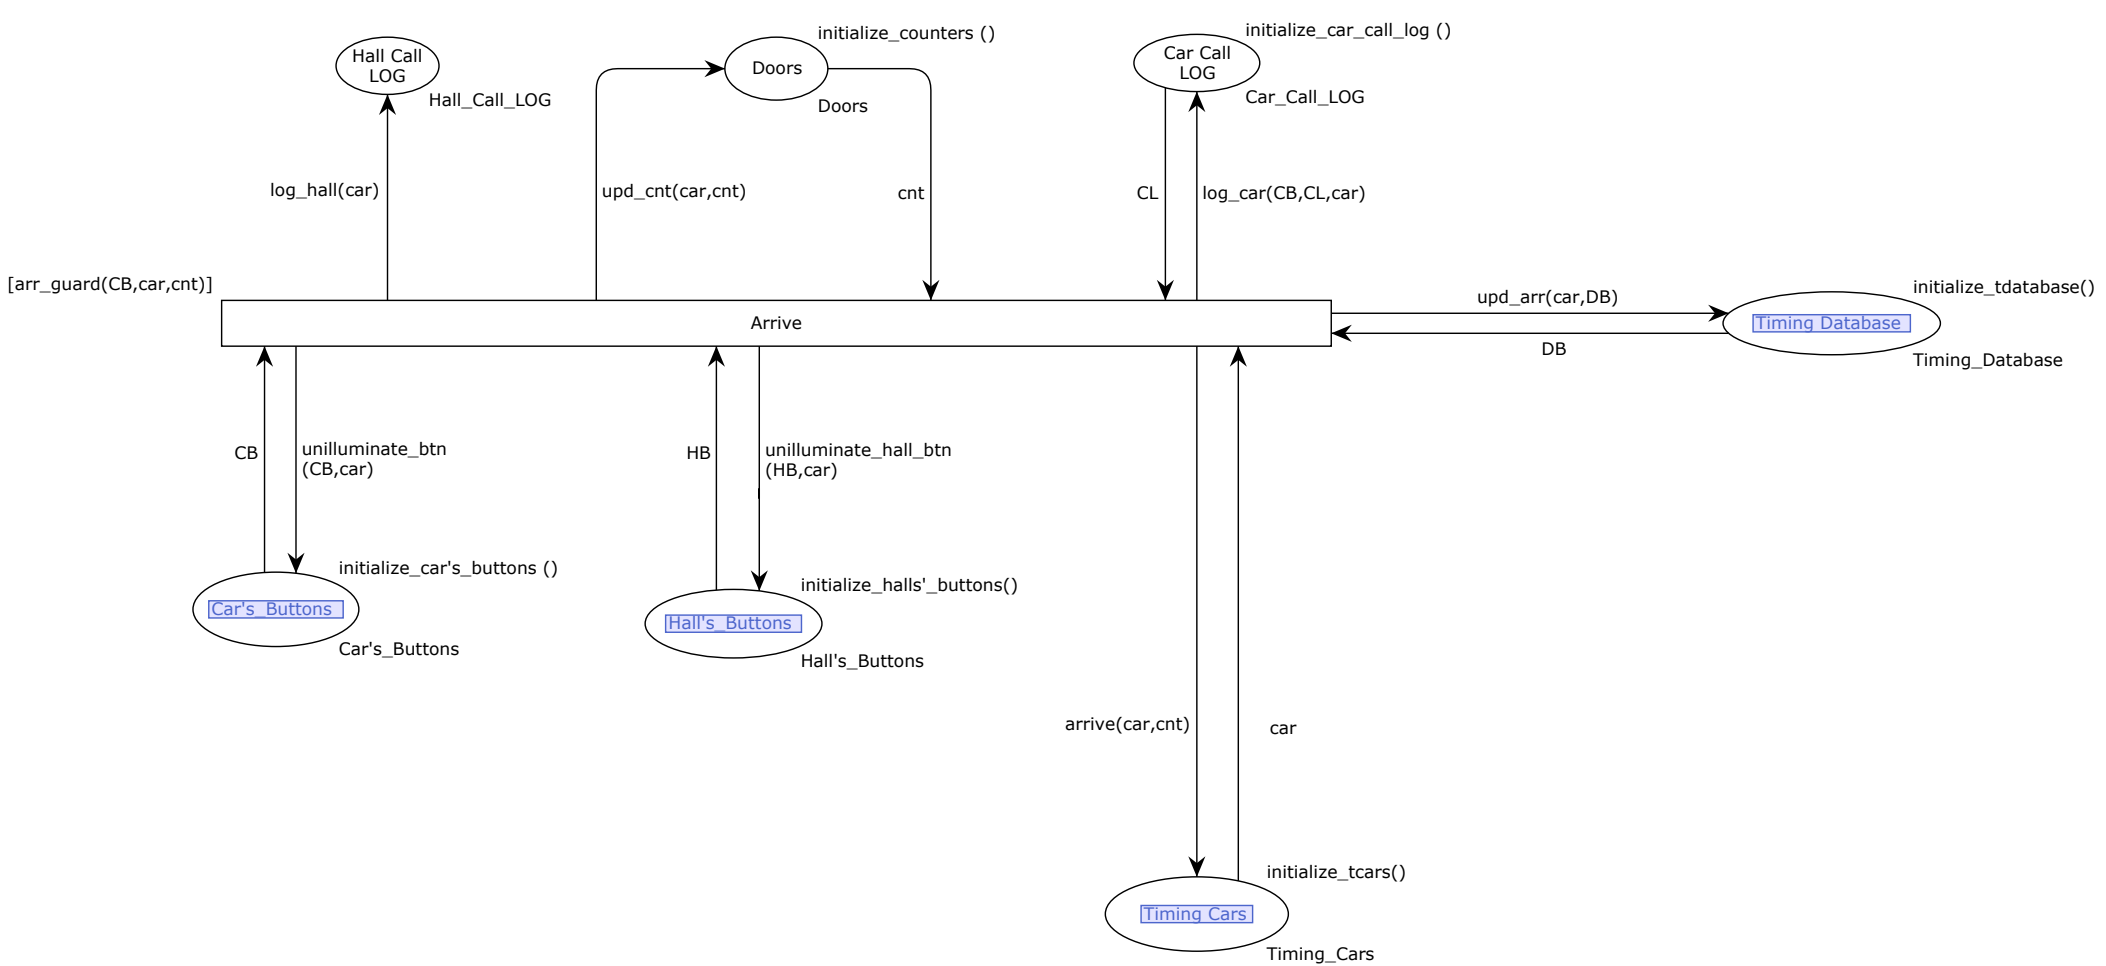 initialize_counters ()
initialize_car_call_log ()
Hall Call
LOG
Doors
Car Call
LOG
Hall_Call_LOG
Doors
Car_Call_LOG
log_hall(car)
upd_cnt(car,cnt)
cnt
CL
log_car(CB,CL,car)
[arr_guard(CB,car,cnt)]
Arrive
upd_arr(car,DB)
DB
initialize_tdatabase()
Timing Database
Timing_Database
CB
unilluminate_btn
(CB,car)
HB
unilluminate_hall_btn
(HB,car)
initialize_car's_buttons ()
Car's_Buttons
Car's_Buttons
initialize_halls'_buttons()
Hall's_Buttons
Hall's_Buttons
arrive(car,cnt)
car
initialize_tcars()
Timing Cars
Timing_Cars